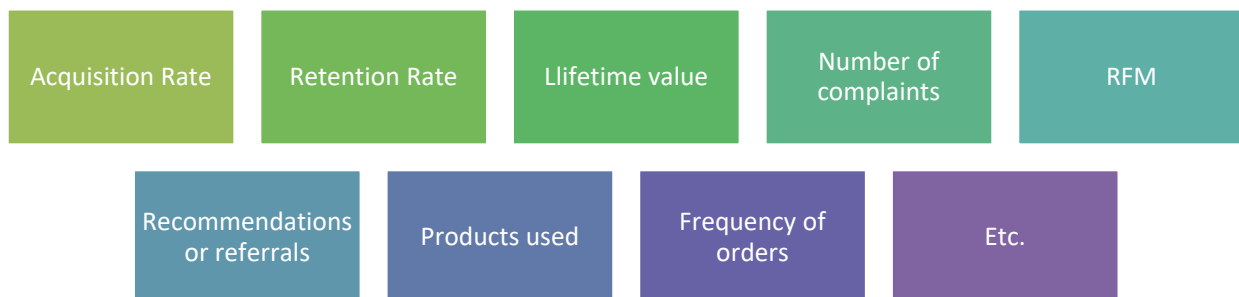 Acquisition Rate
Retention Rate
Llifetime value
Number of
complaints
RFM
Recommendations
or referrals
Products used
Frequency of
orders
Etc.